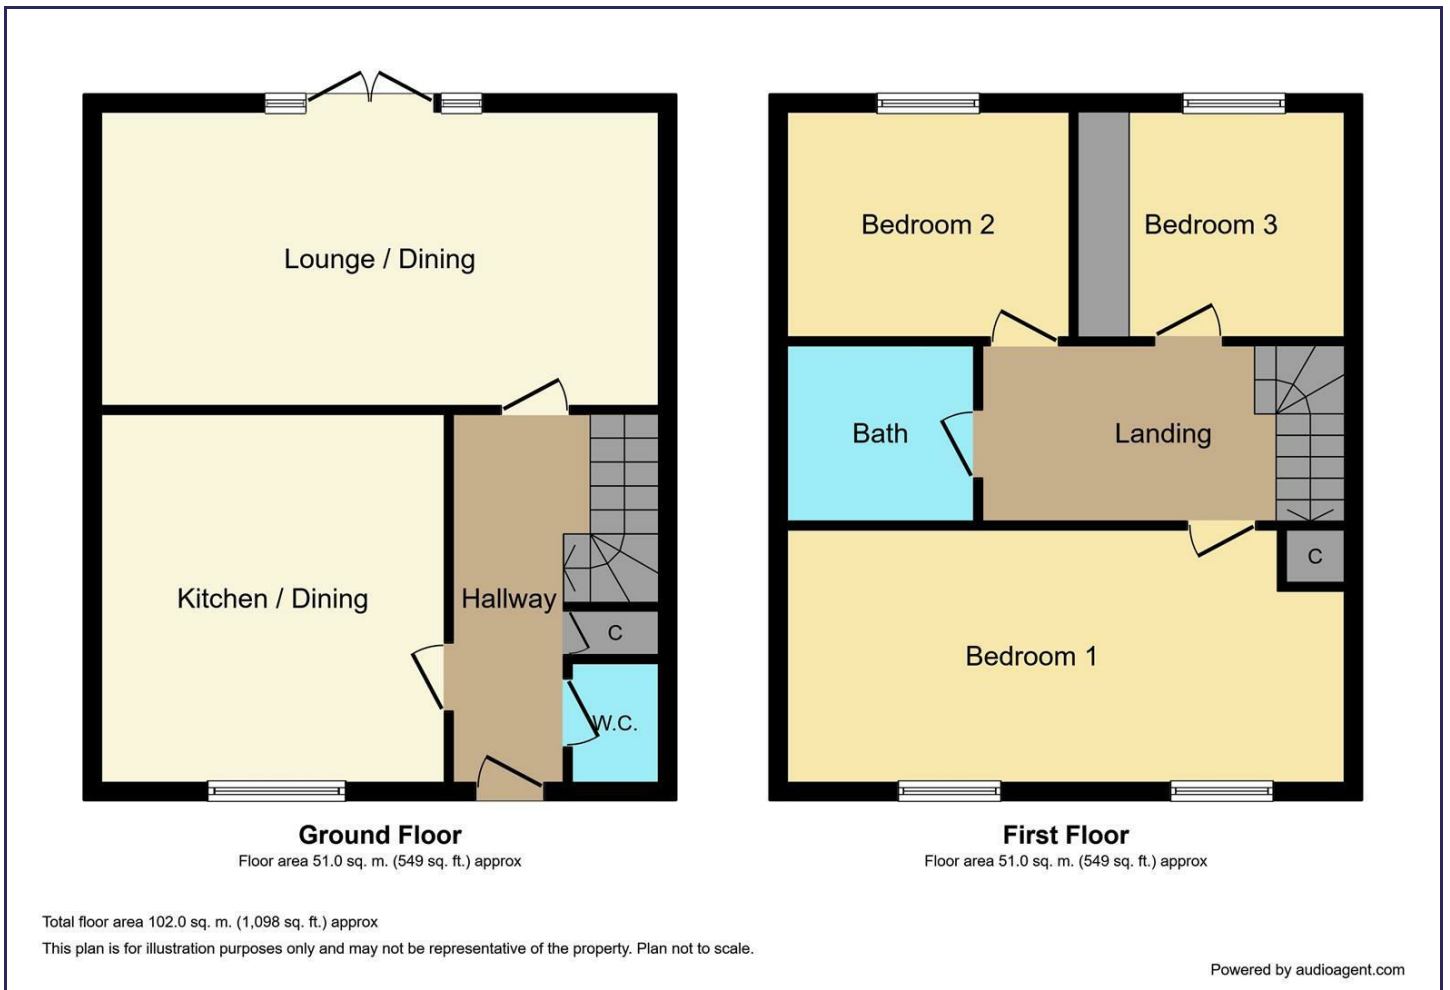 Lounge / Dining
Kitchen / Dining
Hallway
C
W.C.
Ground Floor
Floor area 51.0 sq. m. (549 sq. ft.) approx
Bedroom 2
Bedroom 3
Bath
Landing
C
Bedroom 1
First Floor
Floor area 51.0 sq. m. (549 sq. ft.) approx
Total floor area 102.0 sq. m. (1,098 sq. ft.) approx
This plan is for illustration purposes only and may not be representative of the property. Plan not to scale.
Powered by audioagent.com